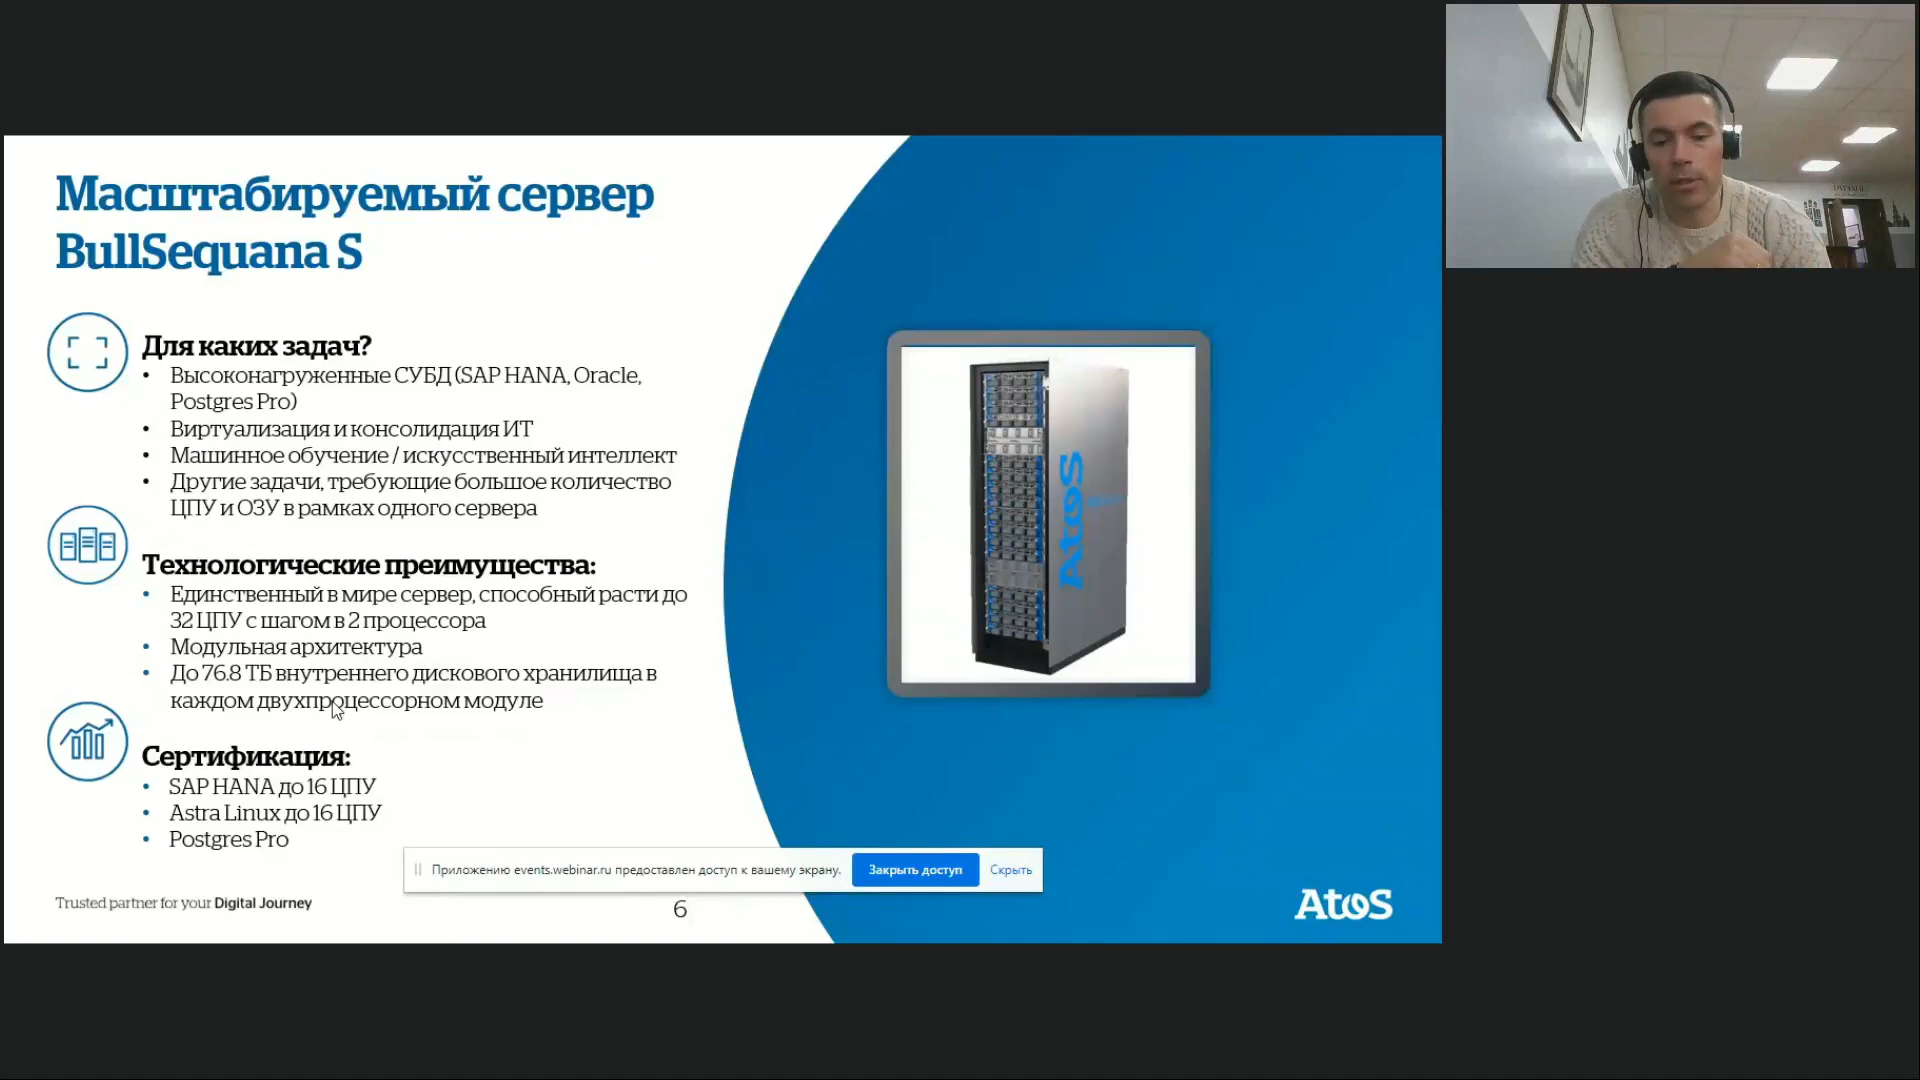 Масштабируемый сервер
BullSequana S
Для каких задач?
• Высоконагруженные СУБД (SAP HANA, Oracle,
Postgres Pro)
• Виртуализация и консолидация ИТ
• Машинное обучение / искусственный интеллект
• Другие задачи, требующие большое количество
ЦПУ и ОЗУ в рамках одного сервера
Технологические преимущества:
• Единственный в мире сервер, способный расти до
32 ЦПУ с шагом в 2 процессора
• Модульная архитектура
• До 76.8 ТБ внутреннего дискового хранилища в
каждом двухпроцессорном модуле
Сертификация:
• SAP HANA до 16 ЦПУ
• Astra Linux до 16 ЦПУ
• Postgres Pro
Приложению events.webinar.ru предоставлен доступ к вашему экрану.
Закрыть доступ
Скрыть
Trusted partner for your Digital Journey
6
Atos
Atos